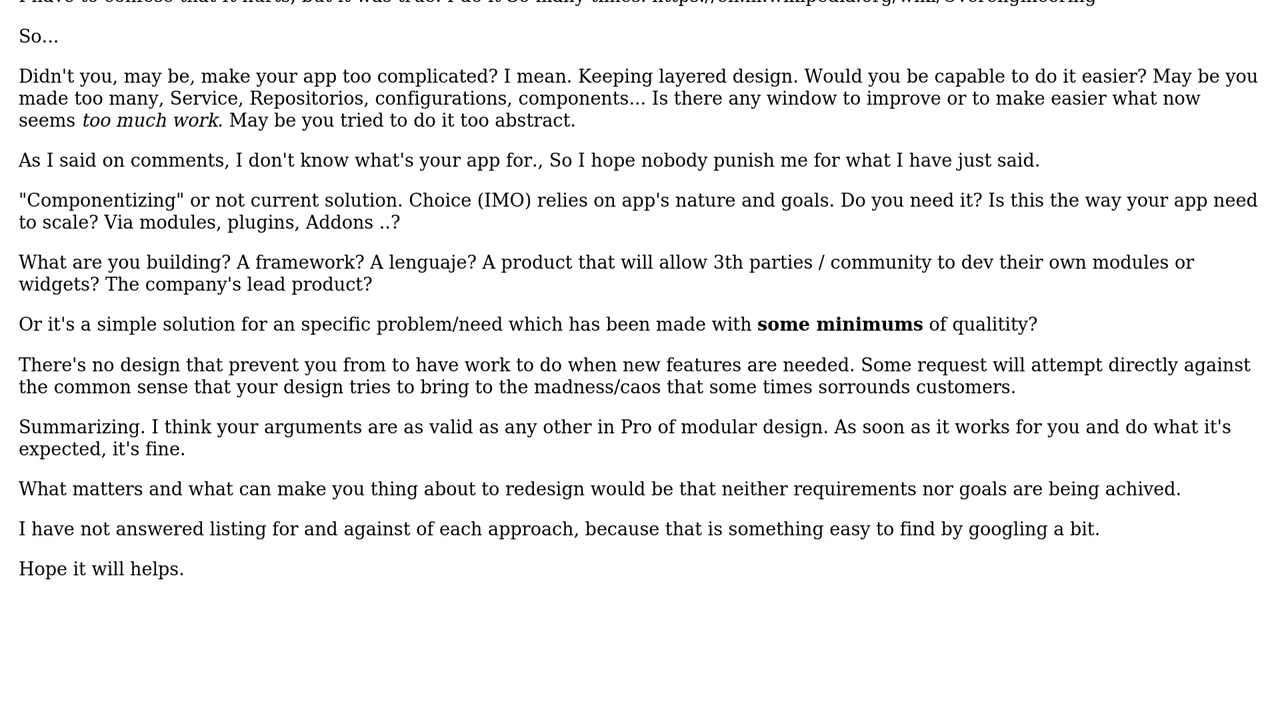 So...
Didn't you, may be, make your app too complicated? I mean. Keeping layered design. Would you be capable to do it easier? May be you
made too many, Service, Repositorios, configurations, components... Is there any window to improve or to make easier what now
seems too much work. May be you tried to do it too abstract.
As I said on comments, I don't know what's your app for., So I hope nobody punish me for what I have just said.
"Componentizing" or not current solution. Choice (IMO) relies on app's nature and goals. Do you need it? Is this the way your app need
to scale? Via modules, plugins, Addons ..?
What are you building? A framework? A lenguaje? A product that will allow 3th parties / community to dev their own modules or
widgets? The company's lead product?
Or it's a simple solution for an specific problem/need which has been made with some minimums of qualitity?
There's no design that prevent you from to have work to do when new features are needed. Some request will attempt directly against
the common sense that your design tries to bring to the madness/caos that some times sorrounds customers.
Summarizing. I think your arguments are as valid as any other in Pro of modular design. As soon as it works for you and do what it's
expected, it's fine.
What matters and what can make you thing about to redesign would be that neither requirements nor goals are being achived.
I have not answered listing for and against of each approach, because that is something easy to find by googling a bit.
Hope it will helps.